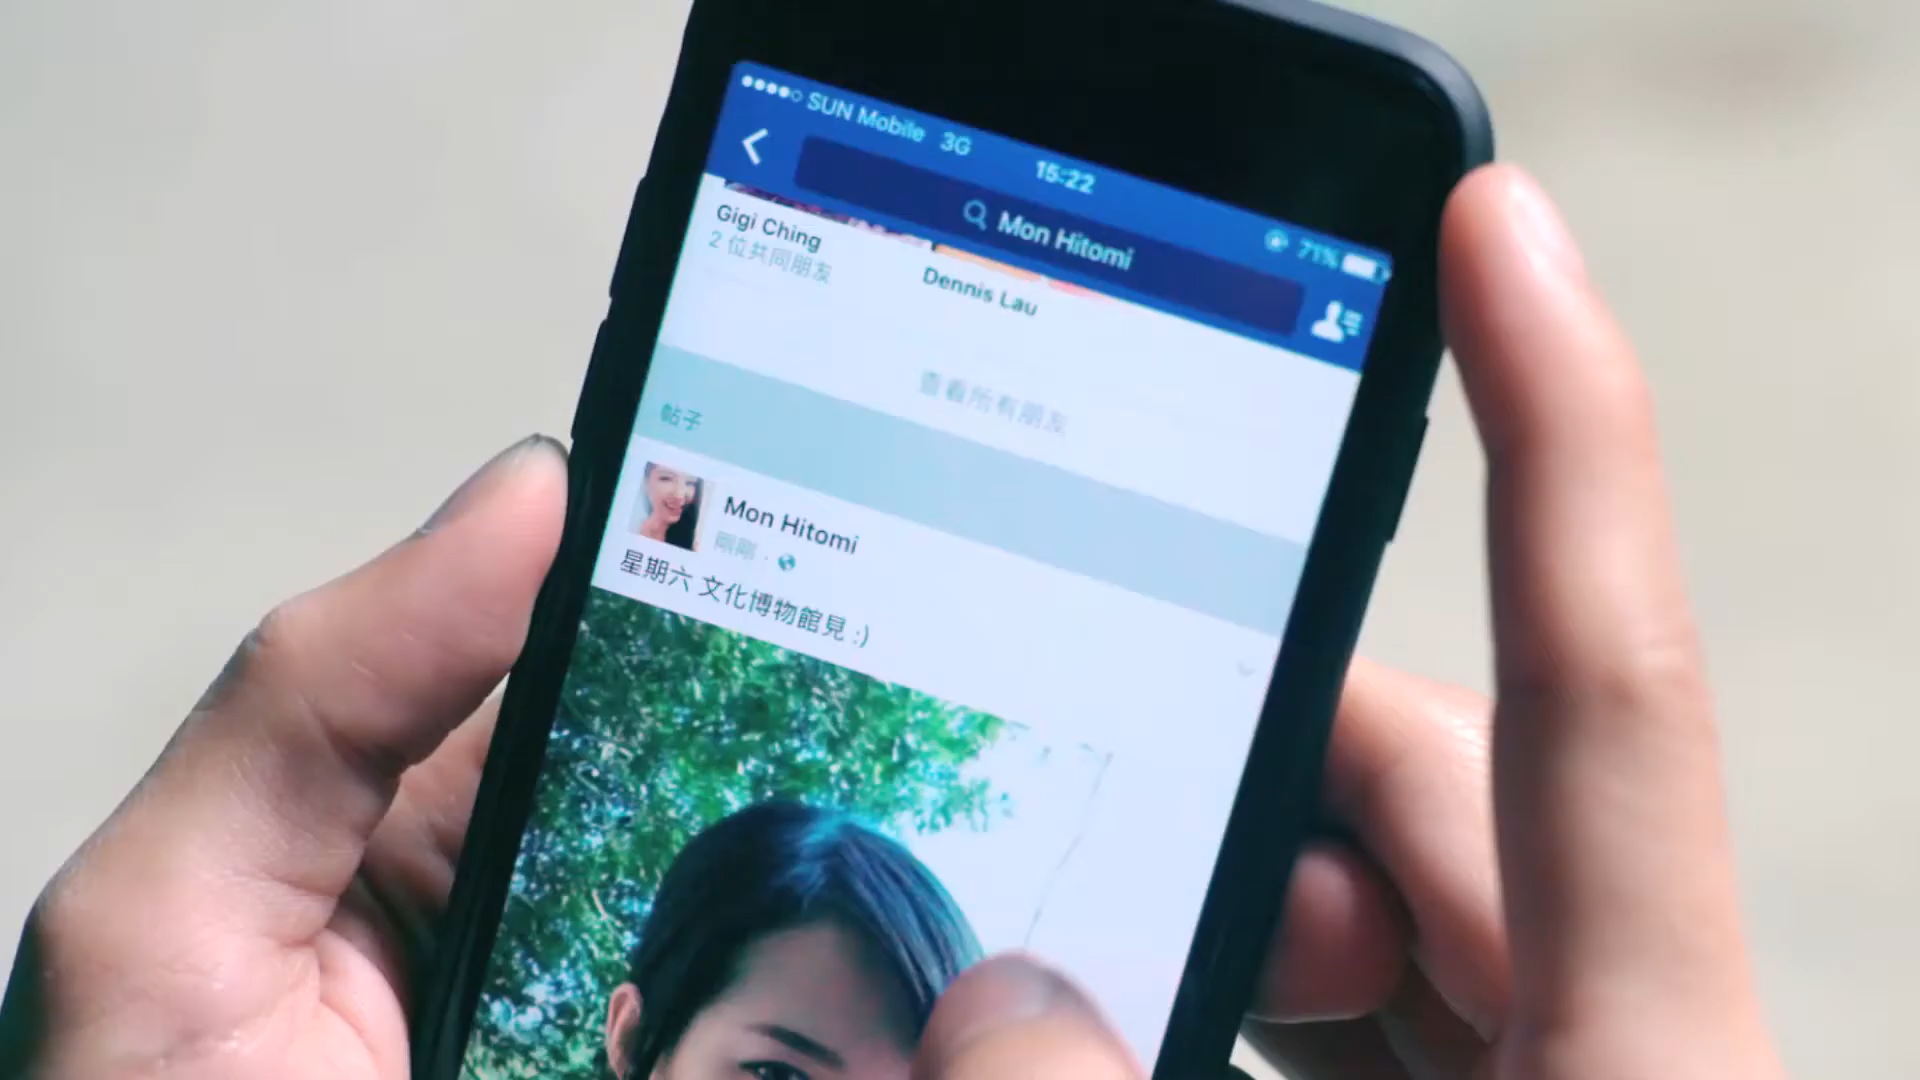 SUN Mobile 3G 15:22 71%
Mon Hitomi
Gigi Ching
2 位共同朋友
Dennis Lau
查看所有朋友
帖子
Mon Hitomi
剛剛 ·
星期六 文化博物館見 :)